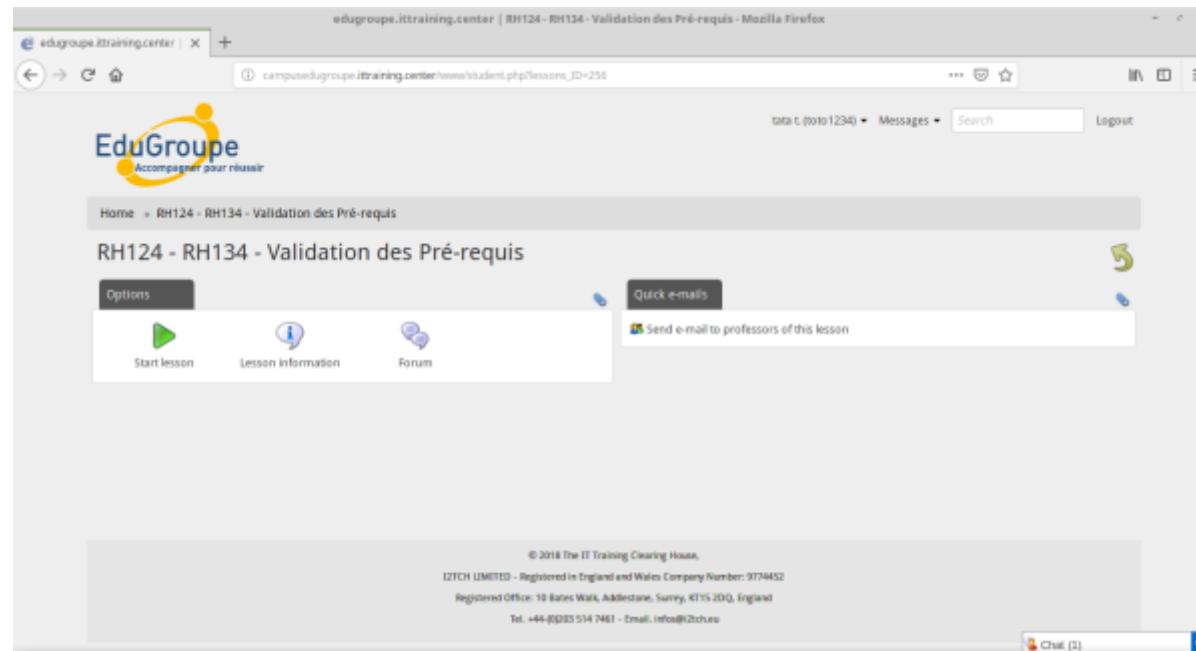 edugroupe.ittraining.center | RH124 - RH134 - Validation des Pré-requis - Mozilla Firefox
edugroupe.ittraining.center |
campusedugroupe.ittraining.center/www/student.php?lessons_ID=256
EduGroupe
Accompagner pour réussir
tata t. (toto1234) Messages Search Logout
Home » RH124 - RH134 - Validation des Pré-requis
RH124 - RH134 - Validation des Pré-requis
Options
Start lesson Lesson information Forum
Quick e-mails
Send e-mail to professors of this lesson
© 2018 The IT Training Clearing House,
I2TCH LIMITED - Registered in England and Wales Company Number: 9774452
Registered Office: 10 Bates Walk, Addlestone, Surrey, KT15 2DQ, England
Tel. +44-(0)203 514 7461 - Email. infos@i2tch.eu
Chat (1)